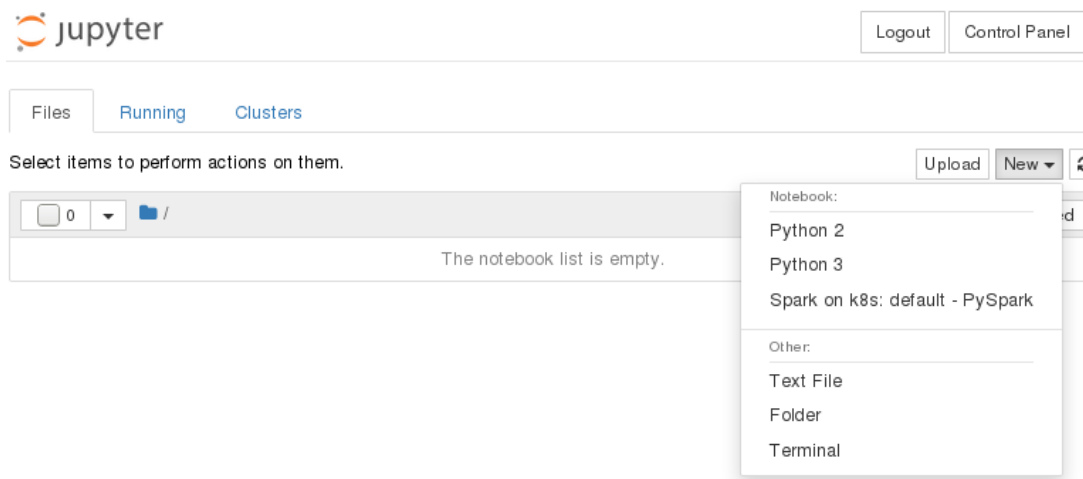 jupyter
Logout Control Panel
Files Running Clusters
Select items to perform actions on them.
Upload New
0 /
The notebook list is empty.
Notebook:
Python 2
Python 3
Spark on k8s: default - PySpark
Other:
Text File
Folder
Terminal